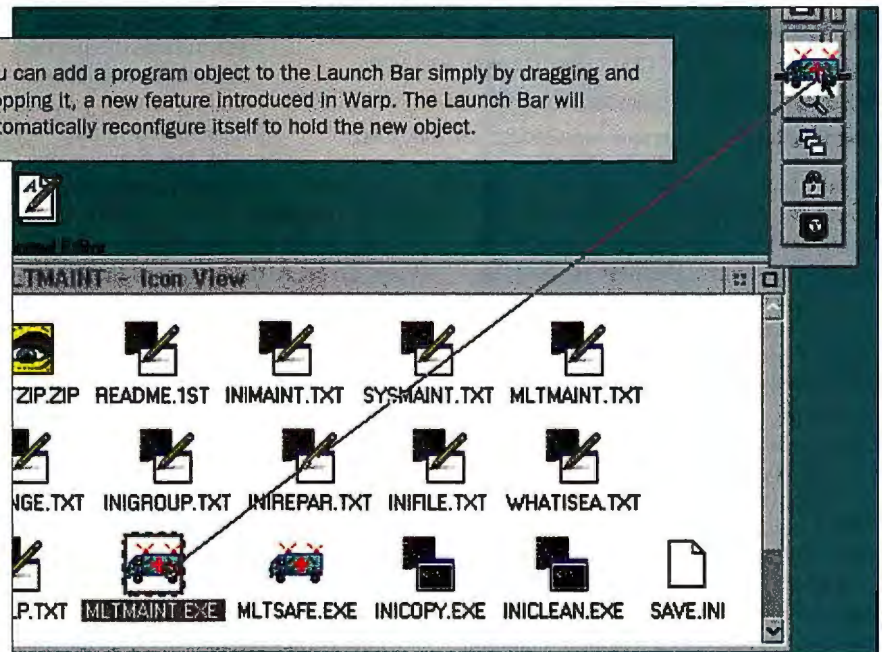 u can add a program object to the Launch Bar simply by dragging and
opping it, a new feature introduced in Warp. The Launch Bar will
tomatically reconfigure itself to hold the new object.
LTMAINT - Icon View
ZIP.ZIP README.1ST INIMAINT.TXT SYSMAINT.TXT MLTMAINT.TXT
NGE.TXT INIGROUP.TXT INIREPAR.TXT INIFILE.TXT WHATISEA.TXT
LP.TXT MLTMAINT.EXE MLTSAFE.EXE INICOPY.EXE INICLEAN.EXE SAVE.INI